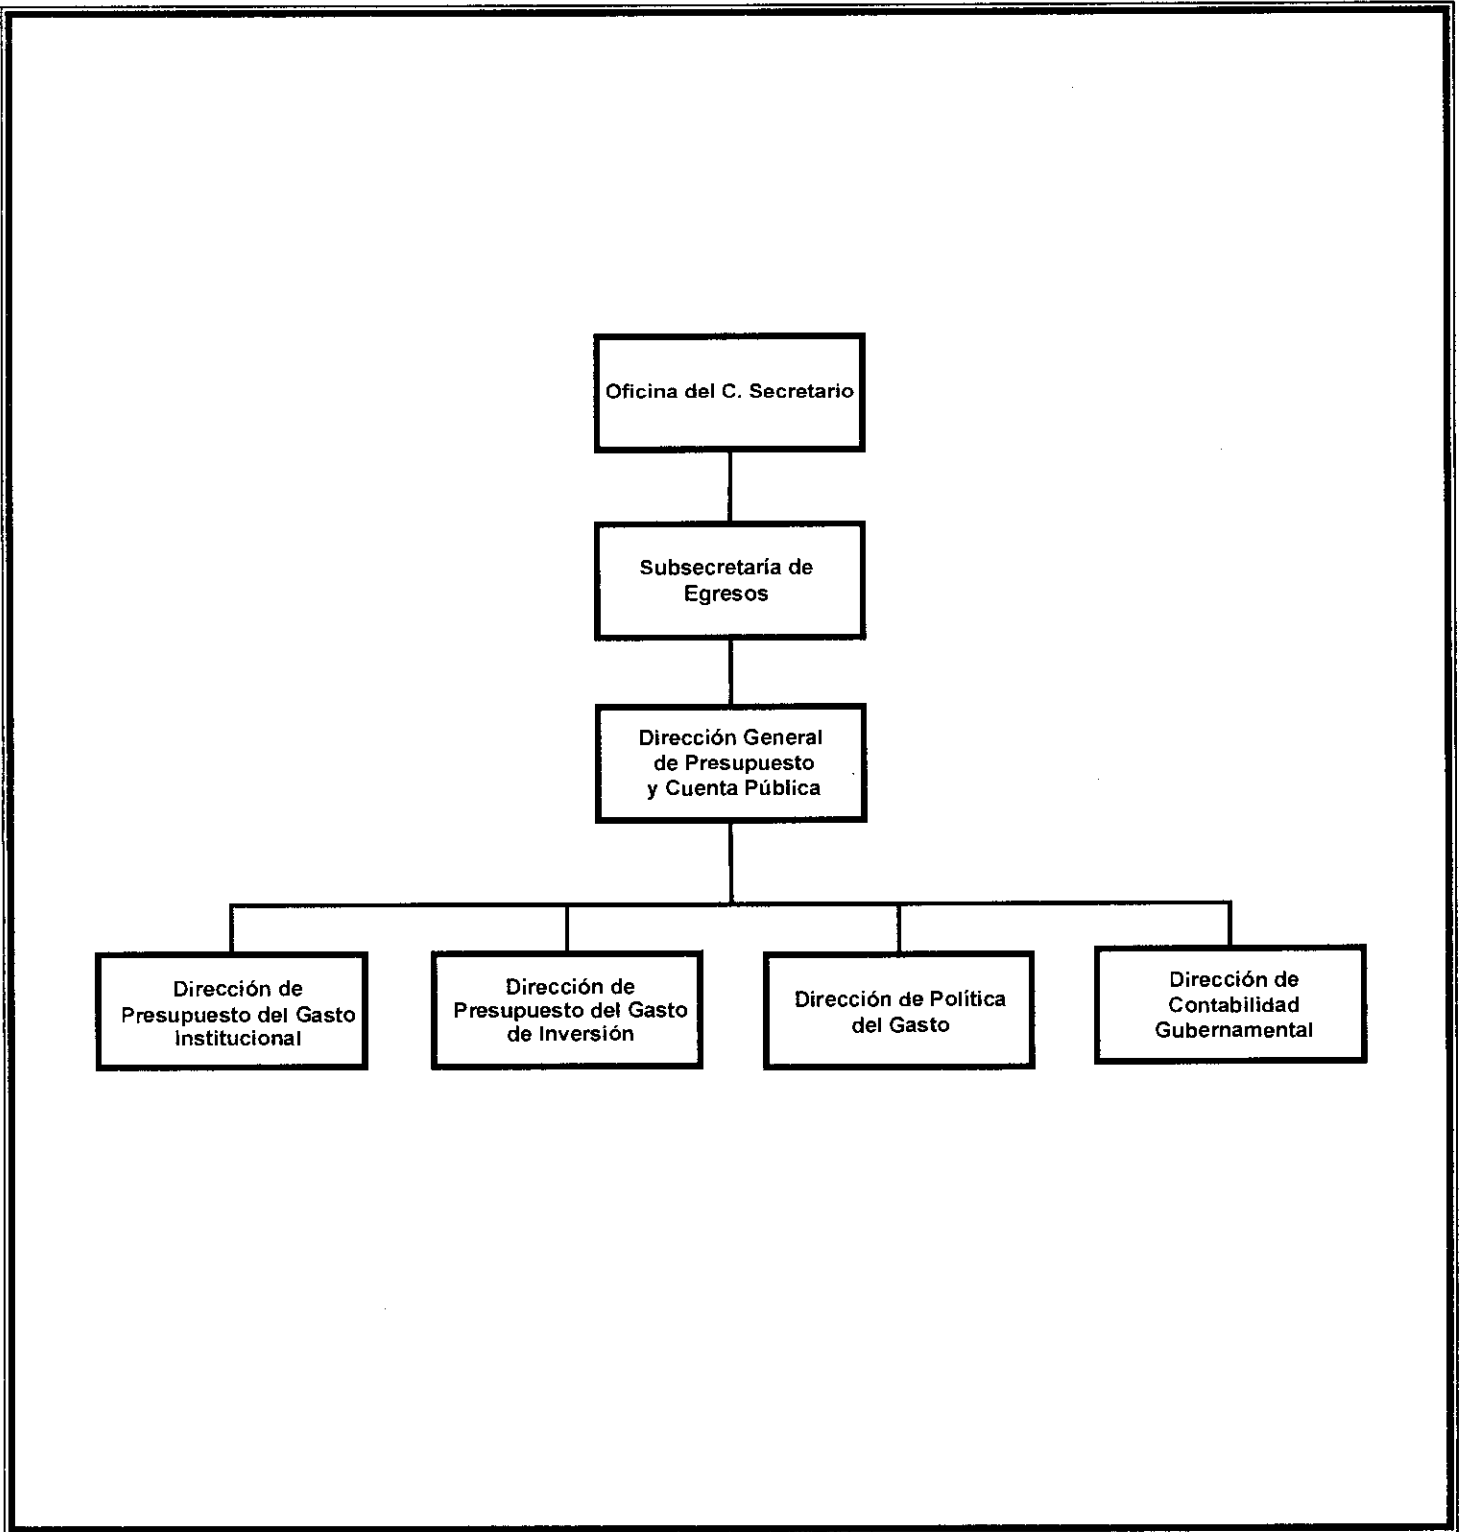 Oficina del C. Secretario
Subsecretaría de
Egresos
Dirección General
de Presupuesto
y Cuenta Pública
Dirección de
Presupuesto del Gasto
Institucional
Dirección de
Presupuesto del Gasto
de Inversión
Dirección de Política
del Gasto
Dirección de
Contabilidad
Gubernamental